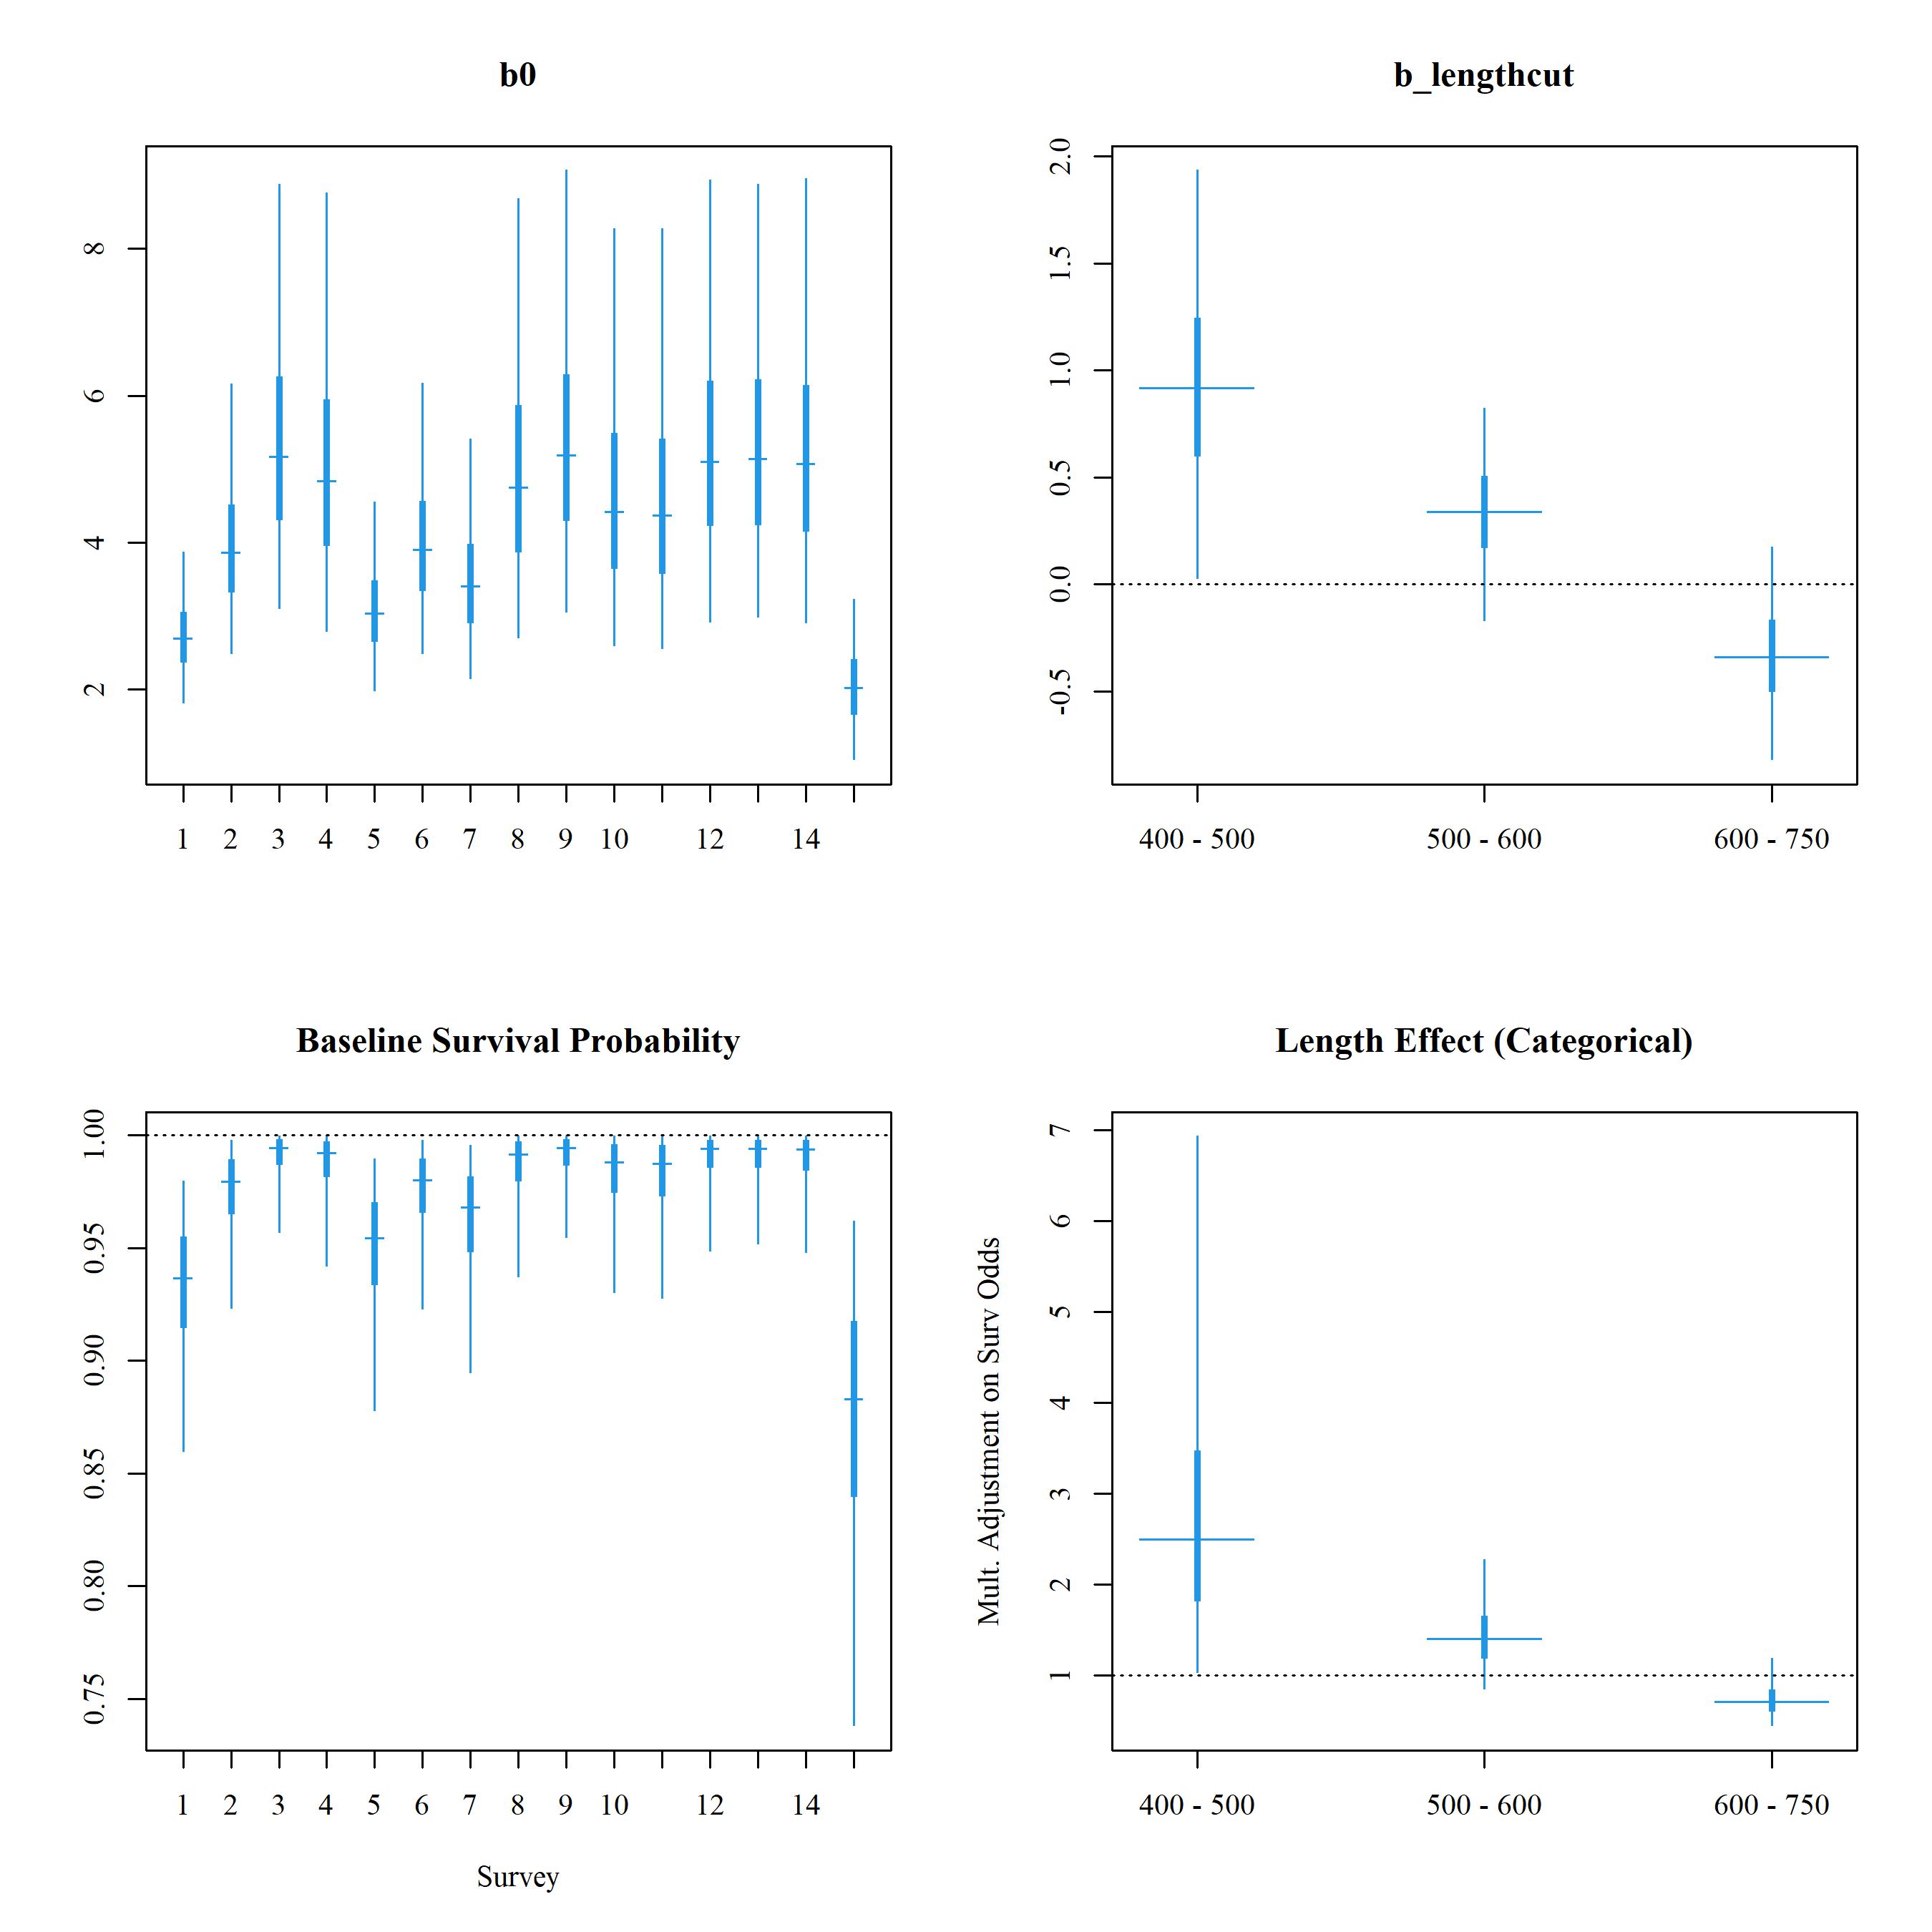 b0
8
6
4
2
1 2 3 4 5 6 7 8 9 10 12 14
b_lengthcut
2.0
1.5
1.0
0.5
0.0
-0.5
400 - 500 500 - 600 600 - 750
Baseline Survival Probability
1.00
0.95
0.90
0.85
0.80
0.75
1 2 3 4 5 6 7 8 9 10 12 14
Survey
Length Effect (Categorical)
Mult. Adjustment on Surv Odds
7
6
5
4
3
2
1
400 - 500 500 - 600 600 - 750